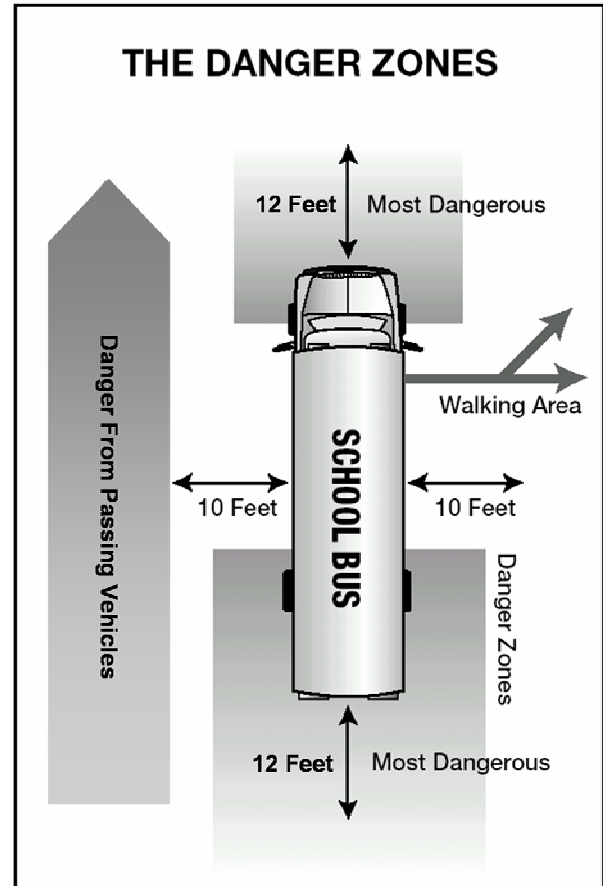 THE DANGER ZONES
12 Feet
Most Dangerous
Danger From Passing Vehicles
Walking Area
SCHOOL BUS
10 Feet
10 Feet
Danger Zones
12 Feet
Most Dangerous